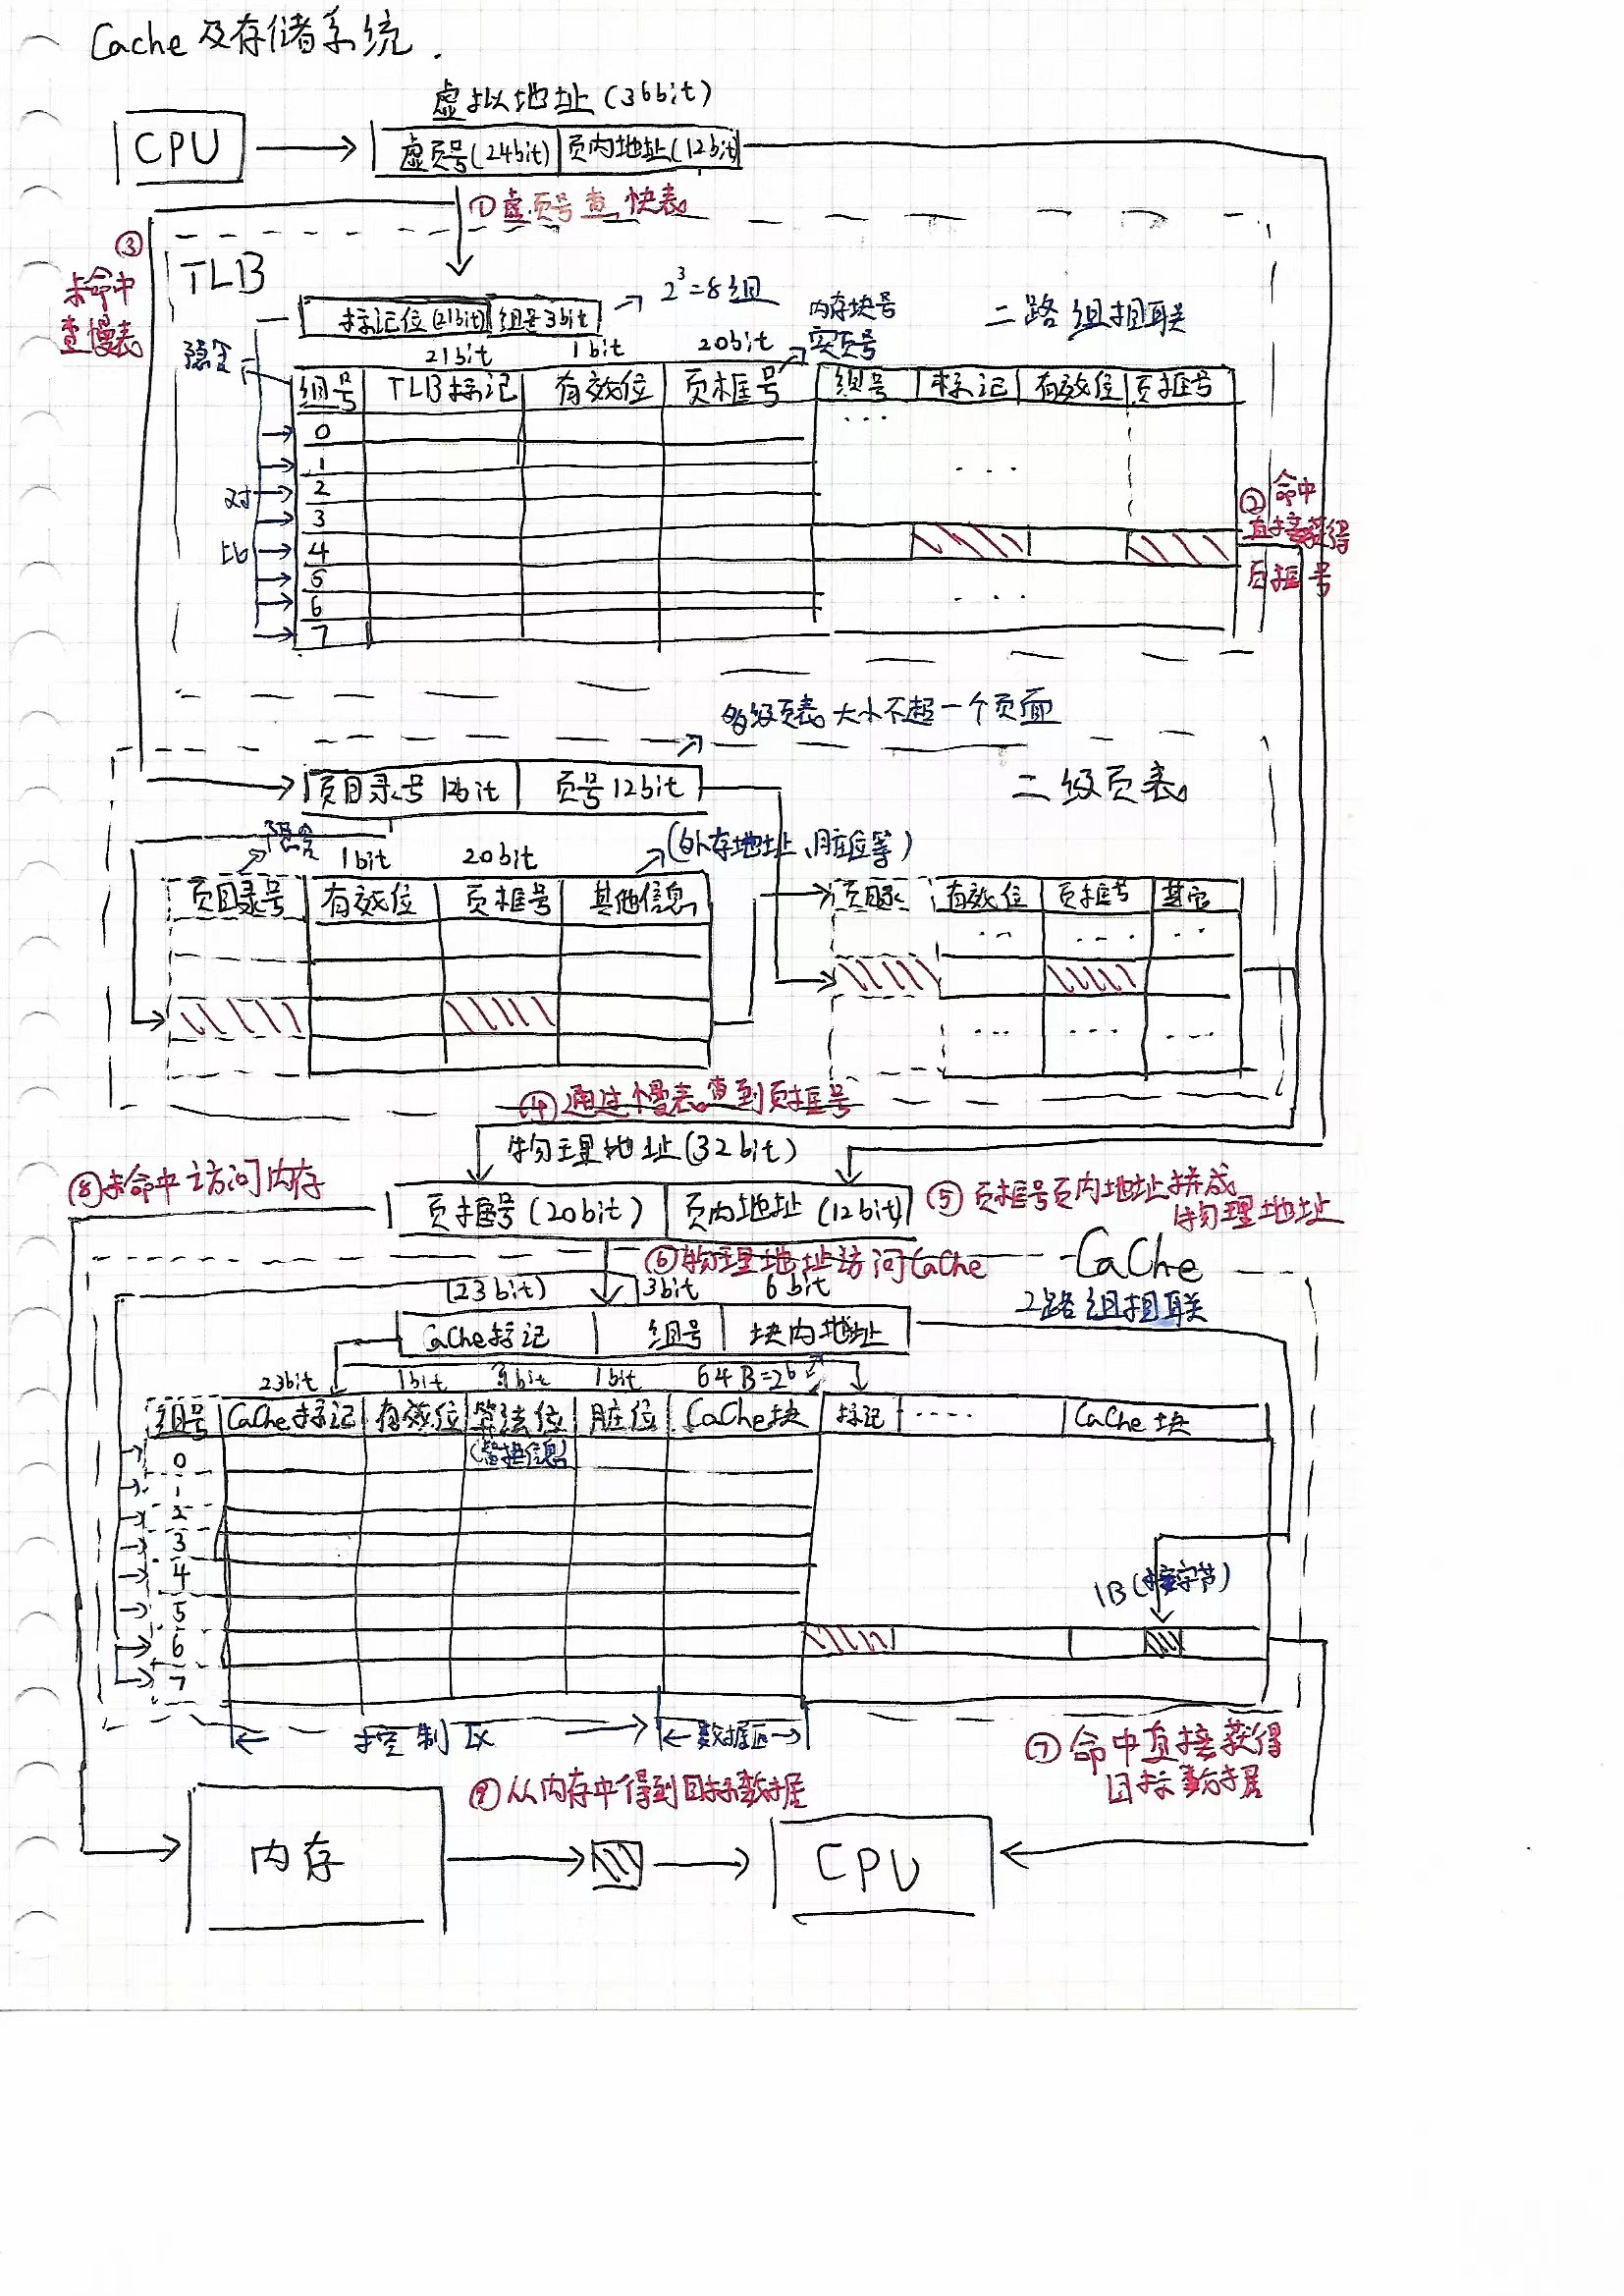 Cache及存储系统.
虚拟地址(36bit)
CPU
虚页号(24bit) 页内地址(12bit)
①虚页号查快表
③
未命中
查慢表
TLB
标记位(21bit) 组号3bit
2³=8组
内存块号
实页号
二路组相联
隐含
21bit 1bit 20bit
组号 TLB标记 有效位 页框号 组号 标记 有效位 页框号
0 ...
1 ...
对 2
3
比 4
5
6 ...
7
②命中
直接获得
页框号
多级页表大小不超一个页面
页目录号12bit 页号12bit
二级页表
隐含 1bit 20bit (外存地址、脏位等)
页目录号 有效位 页框号 其他信息
页目录 有效位 页框号 其它
... ... ...
... ... ...
④通过慢表查到页框号
物理地址(32bit)
⑧未命中访问内存
页框号(20bit) 页内地址(12bit)
⑤页框号页内地址拼成
物理地址
⑥物理地址访问CaChe
CaChe
2路组相联
(23bit) 3bit 6bit
CaChe标记 组号 块内地址
23bit 1bit 1bit 64B=2⁶
组号 CaChe标记 有效位 算法位 脏位 CaChe块 标记 .... CaChe块
(替换信息)
0
1
2
3
4
5
6
7
1B(按字节)
控制区 数据区
⑦命中直接获得
目标数据
⑨从内存中得到目标数据
内存
CPU